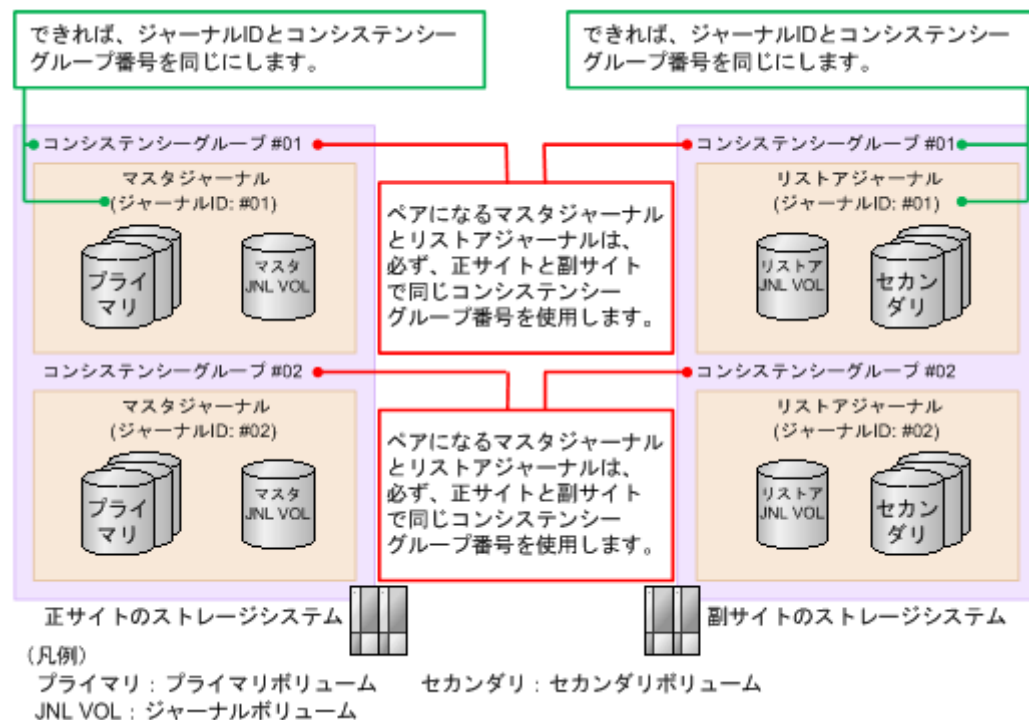 できれば、ジャーナルIDとコンシステンシー
グループ番号を同じにします。
できれば、ジャーナルIDとコンシステンシー
グループ番号を同じにします。
コンシステンシーグループ #01
マスタジャーナル
(ジャーナルID: #01)
プライ
マリ
マスタ
JNL VOL
ペアになるマスタジャーナル
とリストアジャーナルは、
必ず、正サイトと副サイト
で同じコンシステンシー
グループ番号を使用します。
コンシステンシーグループ #01
リストアジャーナル
(ジャーナルID: #01)
リストア
JNL VOL
セカン
ダリ
コンシステンシーグループ #02
マスタジャーナル
(ジャーナルID: #02)
プライ
マリ
マスタ
JNL VOL
ペアになるマスタジャーナル
とリストアジャーナルは、
必ず、正サイトと副サイト
で同じコンシステンシー
グループ番号を使用します。
コンシステンシーグループ #02
リストアジャーナル
(ジャーナルID: #02)
リストア
JNL VOL
セカン
ダリ
正サイトのストレージシステム
副サイトのストレージシステム
(凡例)
プライマリ：プライマリボリューム セカンダリ：セカンダリボリューム
JNL VOL：ジャーナルボリューム